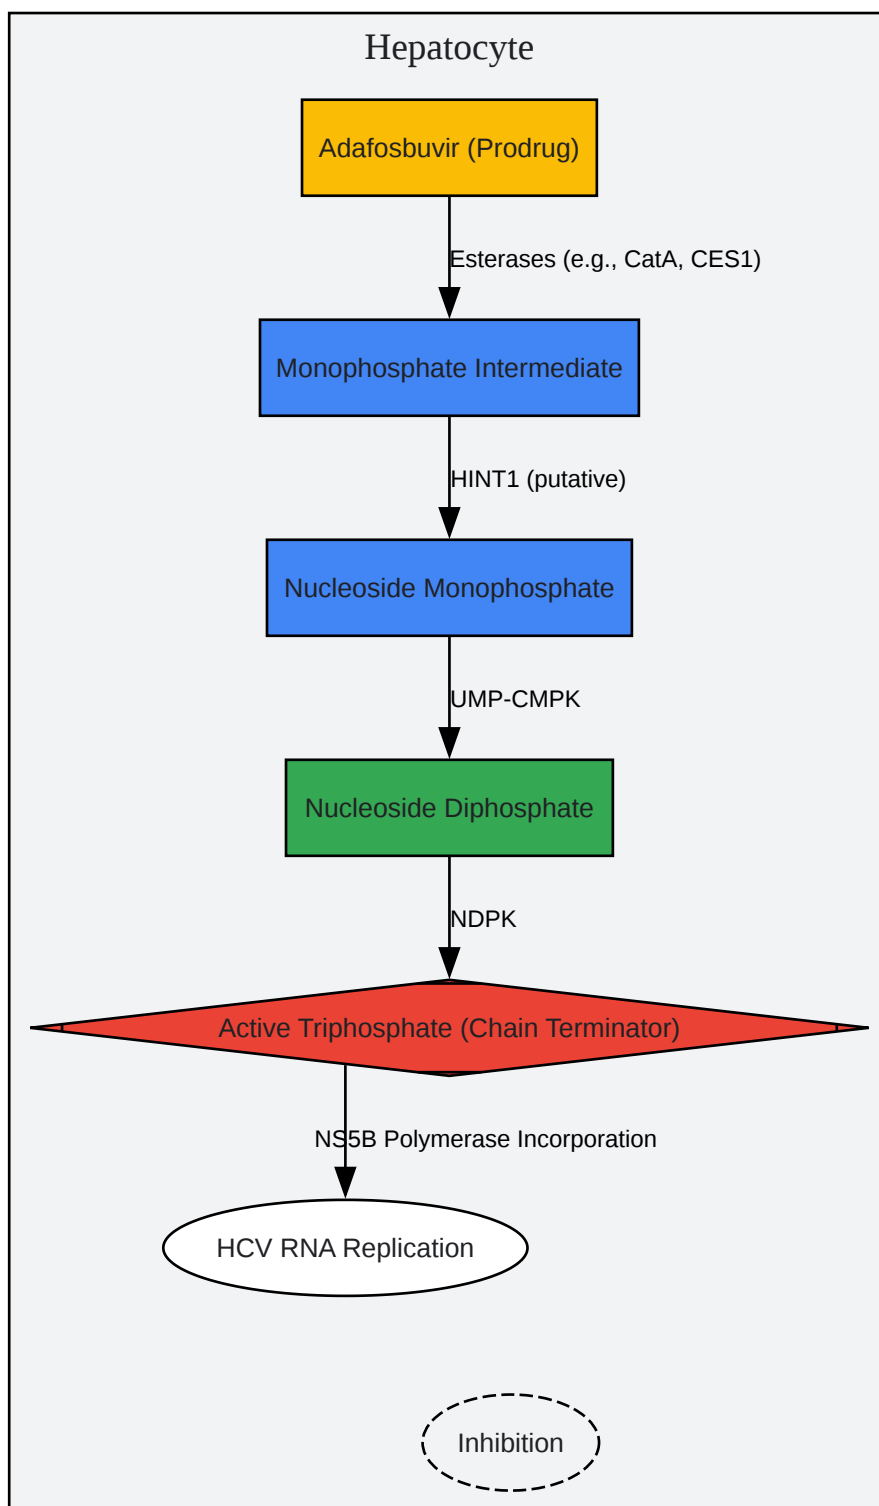 Hepatocyte
Adafosbuvir (Prodrug)
Esterases (e.g., CatA, CES1)
Monophosphate Intermediate
HINT1 (putative)
Nucleoside Monophosphate
UMP-CMPK
Nucleoside Diphosphate
NDPK
Active Triphosphate (Chain Terminator)
NS5B Polymerase Incorporation
HCV RNA Replication
Inhibition